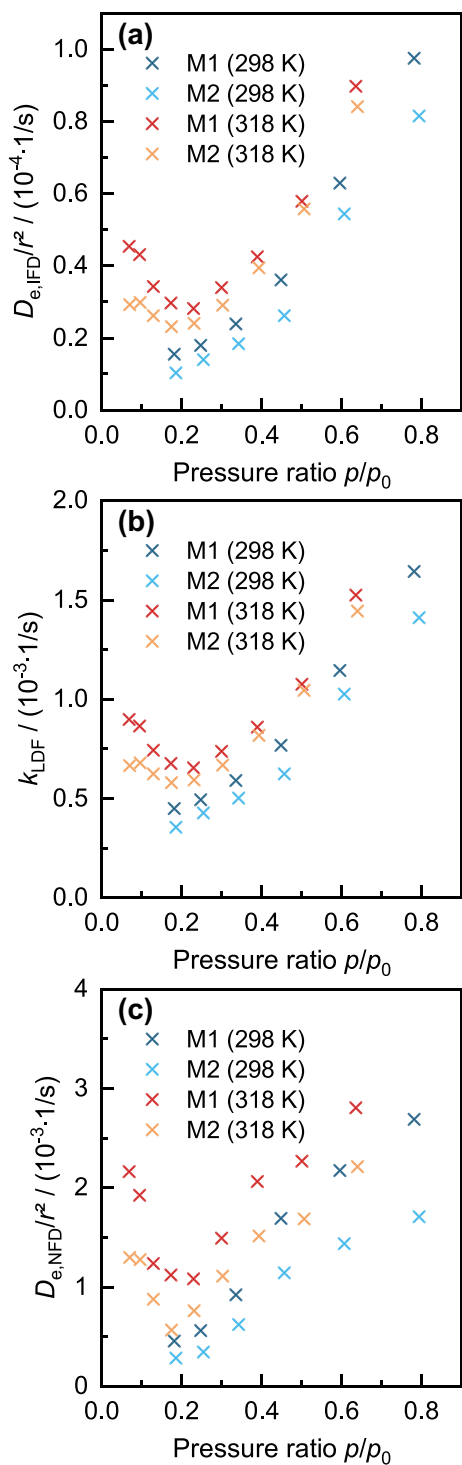 (a)
M1 (298 K)
M2 (298 K)
M1 (318 K)
M2 (318 K)
1.0
0.8
0.6
0.4
0.2
0.0
D_e,IFD/r² / (10⁻⁴·1/s)
0.0 0.2 0.4 0.6 0.8
Pressure ratio p/p₀
(b)
M1 (298 K)
M2 (298 K)
M1 (318 K)
M2 (318 K)
2.0
1.5
1.0
0.5
0.0
k_LDF / (10⁻³·1/s)
0.0 0.2 0.4 0.6 0.8
Pressure ratio p/p₀
(c)
M1 (298 K)
M2 (298 K)
M1 (318 K)
M2 (318 K)
4
3
2
1
0
D_e,NFD/r² / (10⁻³·1/s)
0.0 0.2 0.4 0.6 0.8
Pressure ratio p/p₀